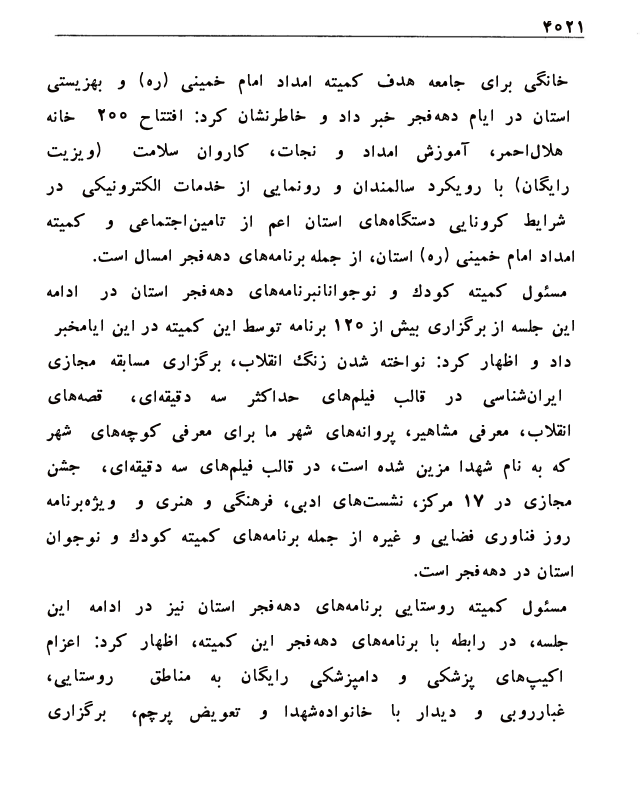 ۴۰۲۱
خانگی برای جامعه هدف کمیته امداد امام خمینی (ره) و بهزیستی
استان در ایام دهه‌فجر خبر داد و خاطرنشان کرد: افتتاح ۲۰۰ خانه
هلال‌احمر، آموزش امداد و نجات، کاروان سلامت (ویزیت
رایگان) با رویکرد سالمندان و رونمایی از خدمات الکترونیکی در
شرایط کرونایی دستگاه‌های استان اعم از تامین‌اجتماعی و کمیته
امداد امام خمینی (ره) استان، از جمله برنامه‌های دهه‌فجر امسال است.
مسئول کمیته کودک و نوجوانانبرنامه‌های دهه‌فجر استان در ادامه
این جلسه از برگزاری بیش از ۱۲۰ برنامه توسط این کمیته در این ایامخبر
داد و اظهار کرد: نواخته شدن زنگ انقلاب، برگزاری مسابقه مجازی
ایران‌شناسی در قالب فیلم‌های حداکثر سه دقیقه‌ای، قصه‌های
انقلاب، معرفی مشاهیر، پروانه‌های شهر ما برای معرفی کوچه‌های شهر
که به نام شهدا مزین شده است، در قالب فیلم‌های سه دقیقه‌ای، جشن
مجازی در ۱۷ مرکز، نشست‌های ادبی، فرهنگی و هنری و ویژه‌برنامه
روز فناوری فضایی و غیره از جمله برنامه‌های کمیته کودک و نوجوان
استان در دهه‌فجر است.
مسئول کمیته روستایی برنامه‌های دهه‌فجر استان نیز در ادامه این
جلسه، در رابطه با برنامه‌های دهه‌فجر این کمیته، اظهار کرد: اعزام
اکیپ‌های پزشکی و دامپزشکی رایگان به مناطق روستایی،
غبارروبی و دیدار با خانواده‌شهدا و تعویض پرچم، برگزاری